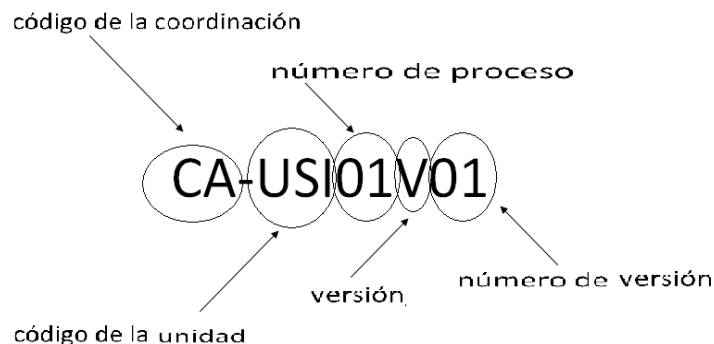 código de la coordinación
número de proceso
CA-USI01V01
número de versión
versión
código de la unidad